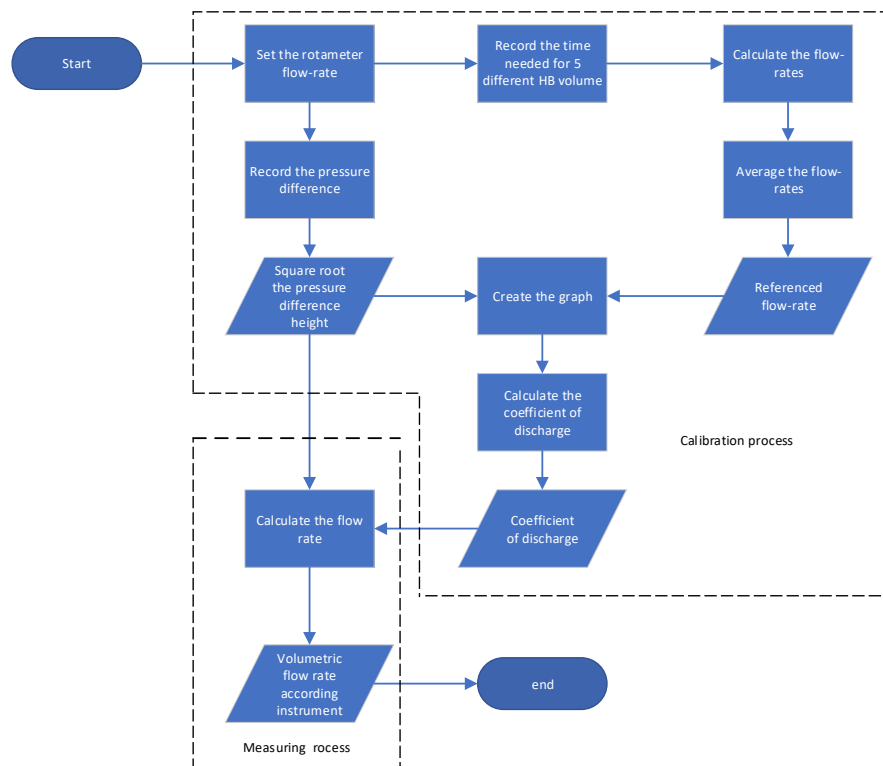 Start
Set the rotameter
flow-rate
Record the time
needed for 5
different HB volume
Calculate the flow-
rates
Record the pressure
difference
Average the flow-
rates
Square root
the pressure
difference
height
Create the graph
Referenced
flow-rate
Calculate the
coefficient of
discharge
Calibration process
Calculate the flow
rate
Coefficient
of discharge
Volumetric
flow rate
according
instrument
end
Measuring rocess